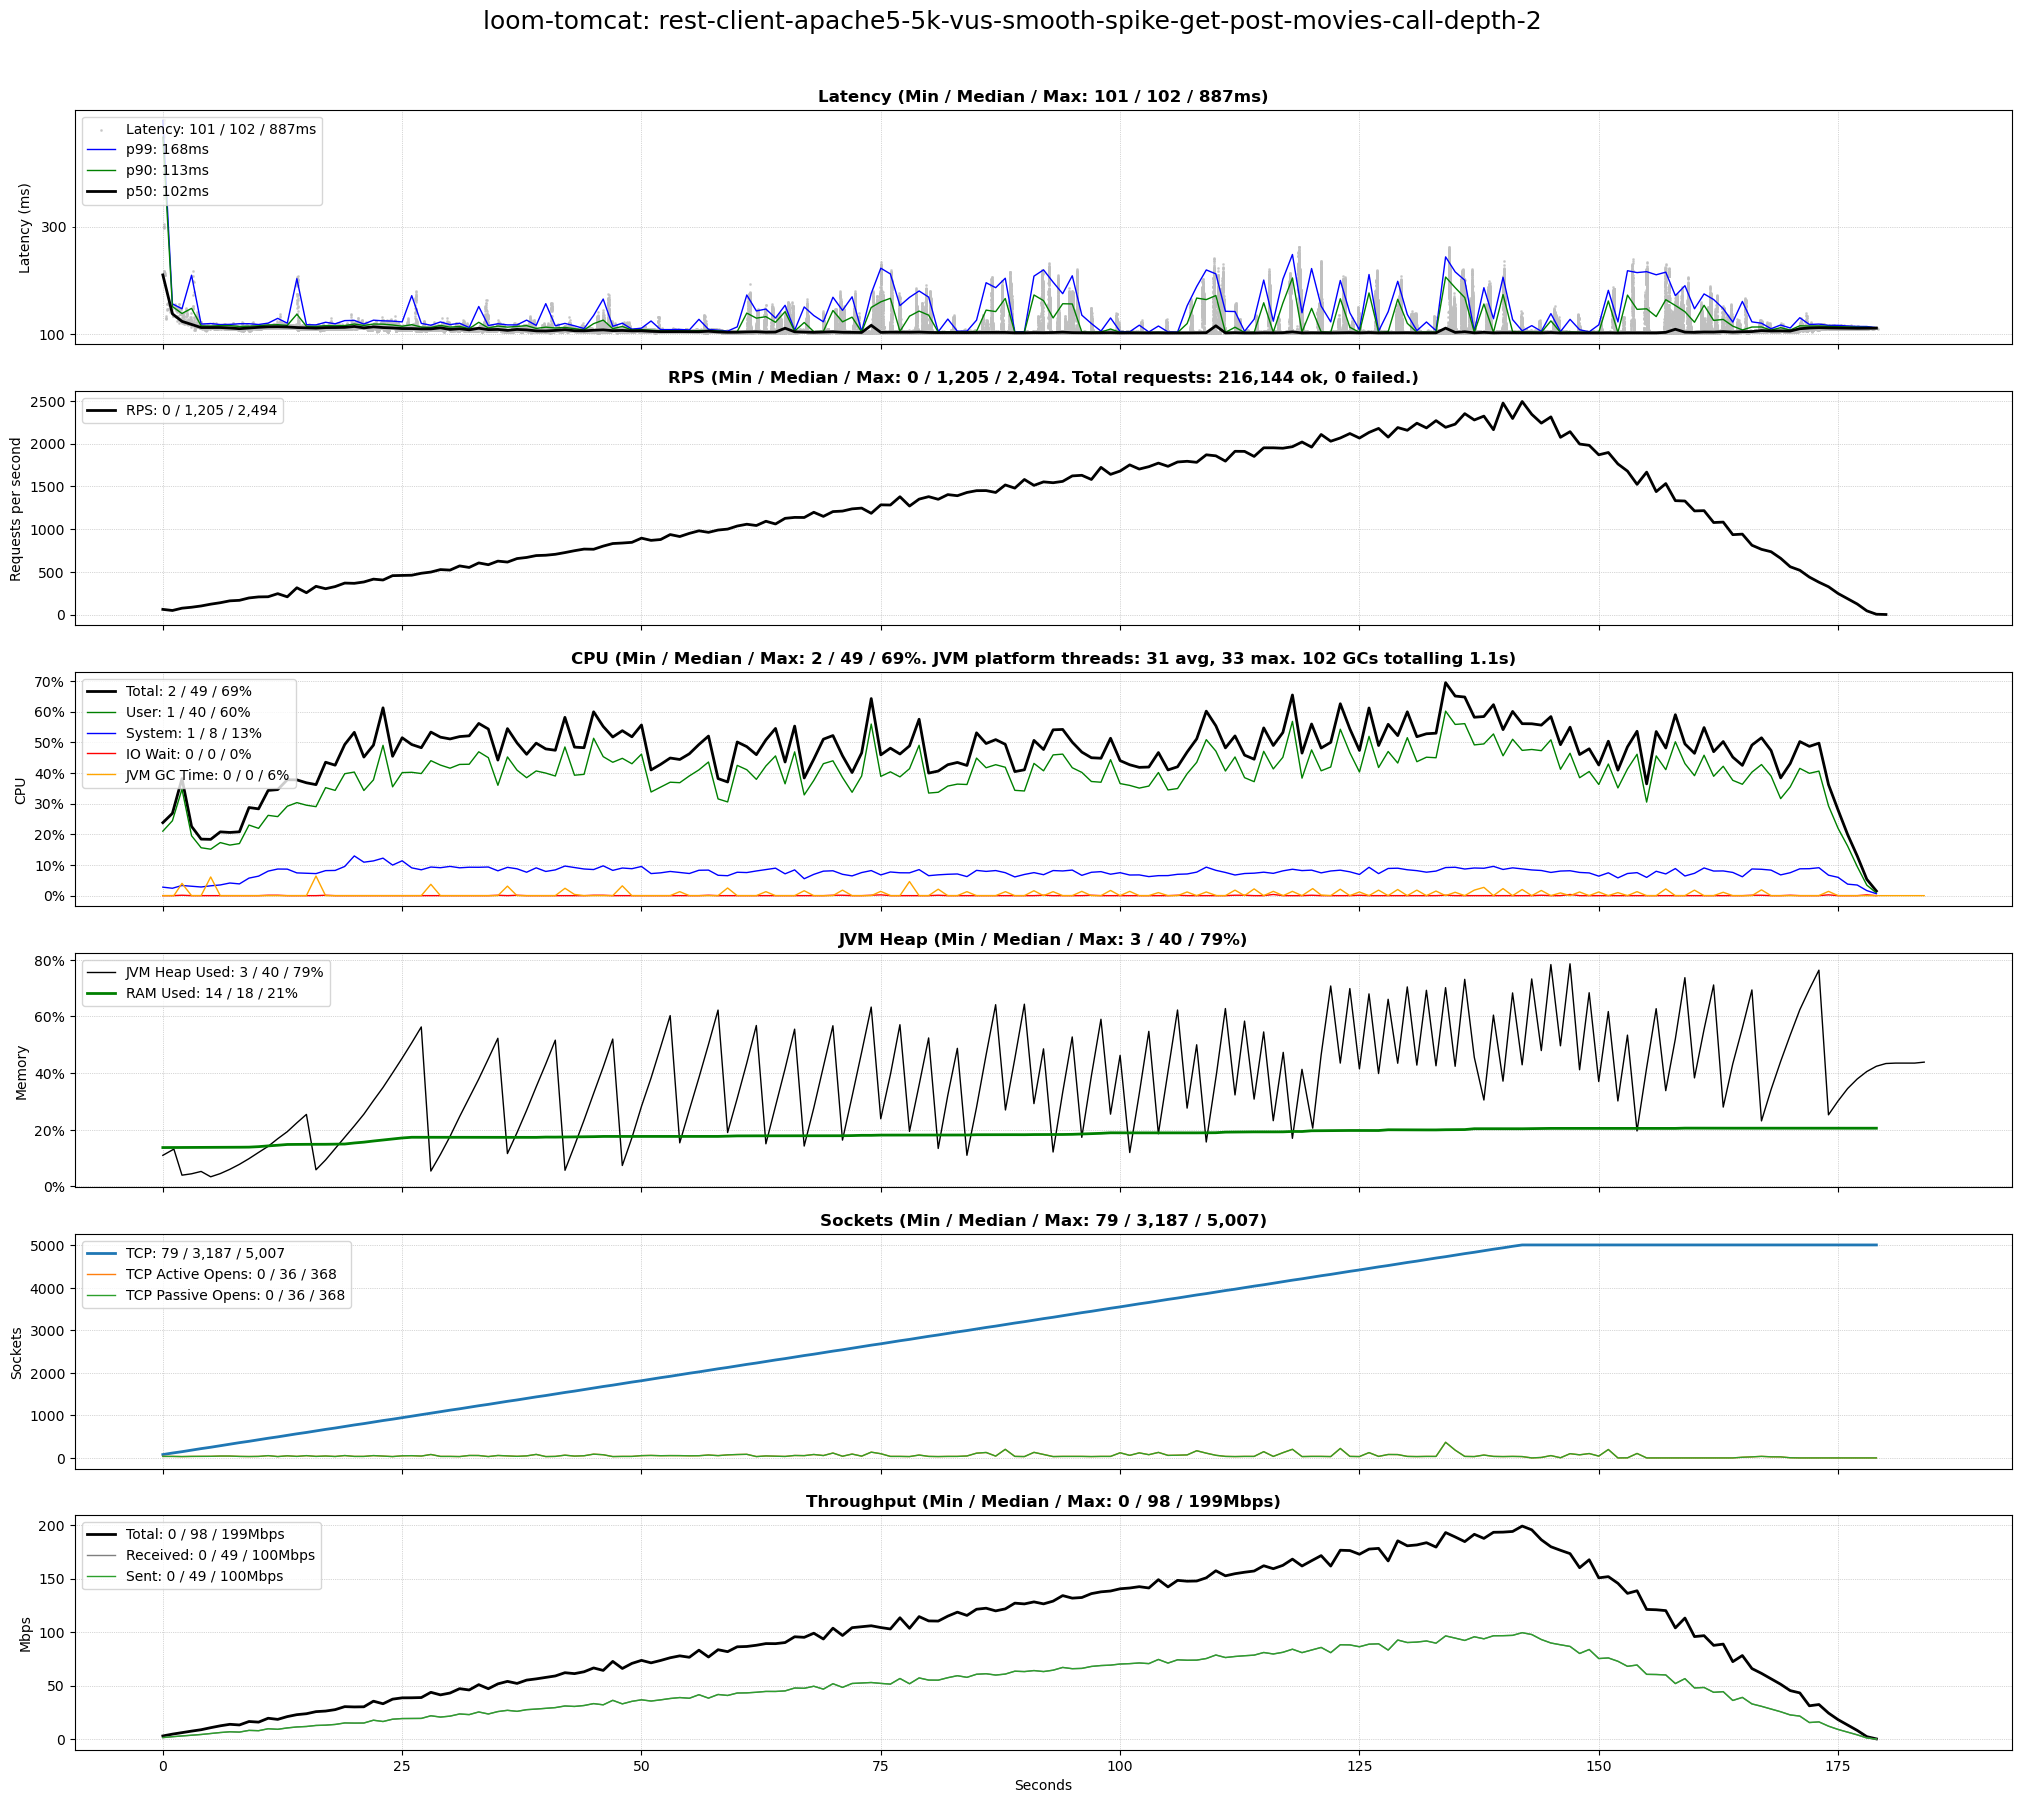 loom-tomcat: rest-client-apache5-5k-vus-smooth-spike-get-post-movies-call-depth-2
Latency (Min / Median / Max: 101 / 102 / 887ms)
Latency: 101 / 102 / 887ms
p99: 168ms
p90: 113ms
p50: 102ms
Latency (ms)
300
100
RPS (Min / Median / Max: 0 / 1,205 / 2,494. Total requests: 216,144 ok, 0 failed.)
RPS: 0 / 1,205 / 2,494
Requests per second
2500
2000
1500
1000
500
0
CPU (Min / Median / Max: 2 / 49 / 69%. JVM platform threads: 31 avg, 33 max. 102 GCs totalling 1.1s)
Total: 2 / 49 / 69%
User: 1 / 40 / 60%
System: 1 / 8 / 13%
IO Wait: 0 / 0 / 0%
JVM GC Time: 0 / 0 / 6%
CPU
70%
60%
50%
40%
30%
20%
10%
0%
JVM Heap (Min / Median / Max: 3 / 40 / 79%)
JVM Heap Used: 3 / 40 / 79%
RAM Used: 14 / 18 / 21%
Memory
80%
60%
40%
20%
0%
Sockets (Min / Median / Max: 79 / 3,187 / 5,007)
TCP: 79 / 3,187 / 5,007
TCP Active Opens: 0 / 36 / 368
TCP Passive Opens: 0 / 36 / 368
Sockets
5000
4000
3000
2000
1000
0
Throughput (Min / Median / Max: 0 / 98 / 199Mbps)
Total: 0 / 98 / 199Mbps
Received: 0 / 49 / 100Mbps
Sent: 0 / 49 / 100Mbps
Mbps
200
150
100
50
0
0 25 50 75 100 125 150 175
Seconds